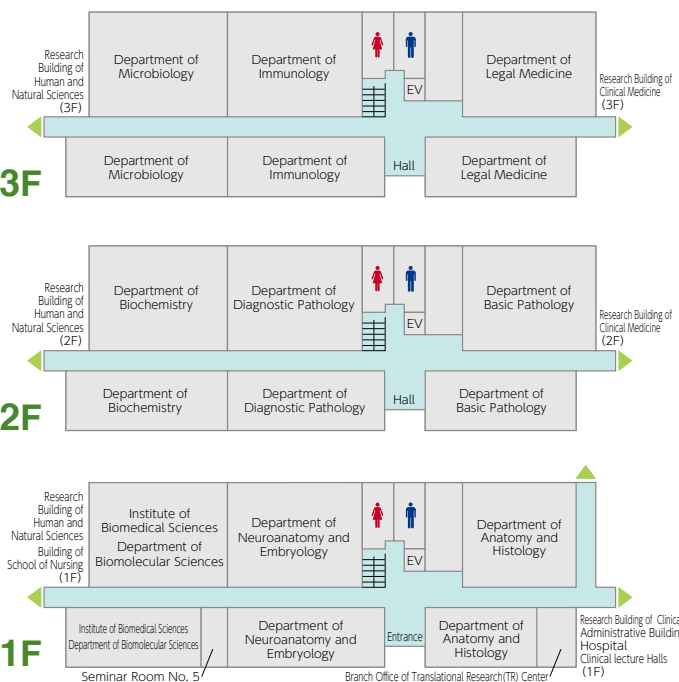 Research
Building of
Human and
Natural Sciences
(3F)
Department of
Microbiology
Department of
Immunology
EV
Department of
Legal Medicine
Research Building of
Clinical Medicine
(3F)
3F
Department of
Microbiology
Department of
Immunology
Hall
Department of
Legal Medicine
Research
Building of
Human and
Natural Sciences
(2F)
Department of
Biochemistry
Department of
Diagnostic Pathology
EV
Department of
Basic Pathology
Research Building of
Clinical Medicine
(2F)
2F
Department of
Biochemistry
Department of
Diagnostic Pathology
Hall
Department of
Basic Pathology
Research
Building of
Human and
Natural Sciences
Building of
School of Nursing
(1F)
Institute of
Biomedical Sciences
Department of
Biomolecular Sciences
Department of
Neuroanatomy and
Embryology
EV
Department of
Anatomy and
Histology
1F
Institute of Biomedical Sciences
Department of Biomolecular Sciences
Seminar Room No. 5
Department of
Neuroanatomy and
Embryology
Entrance
Department of
Anatomy and
Histology
Branch Office of Translational Research(TR) Center
Research Building of Clinica
Administrative Buildin
Hospital
Clinical lecture Halls
(1F)